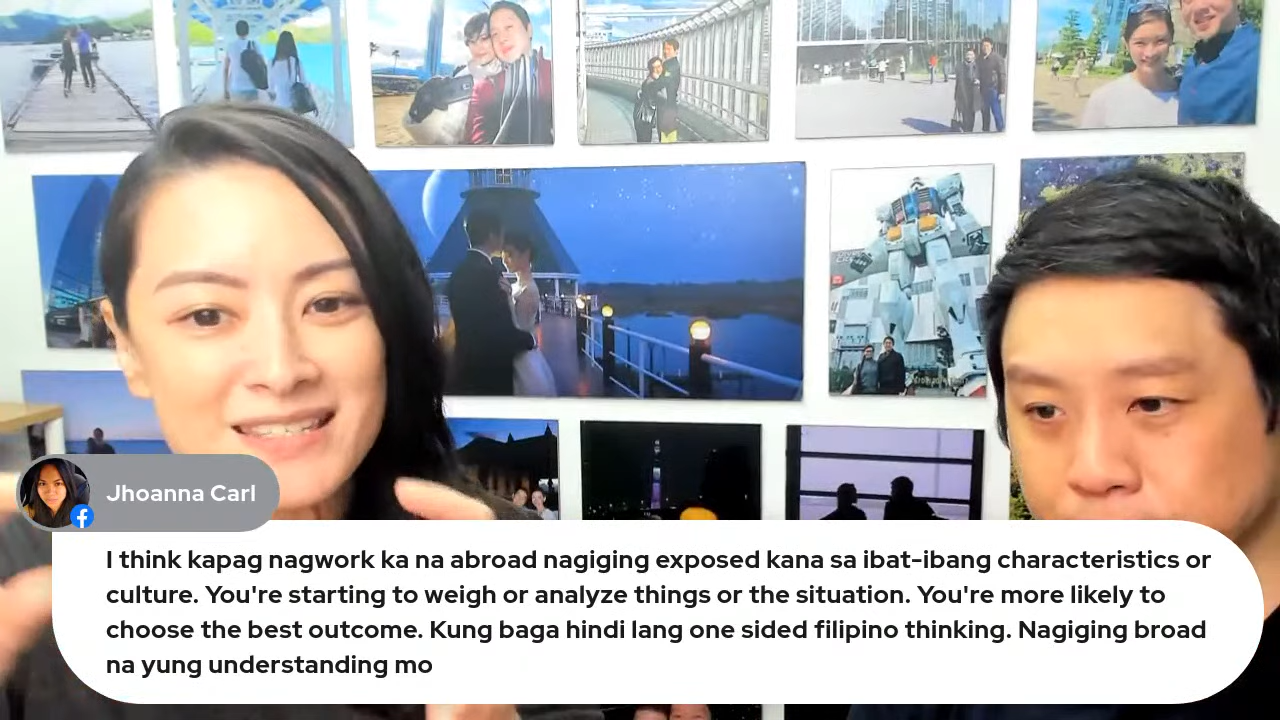 Jhoanna Carl
I think kapag nagwork ka na abroad nagiging exposed kana sa ibat-ibang characteristics or
culture. You're starting to weigh or analyze things or the situation. You're more likely to
choose the best outcome. Kung baga hindi lang one sided filipino thinking. Nagiging broad
na yung understanding mo